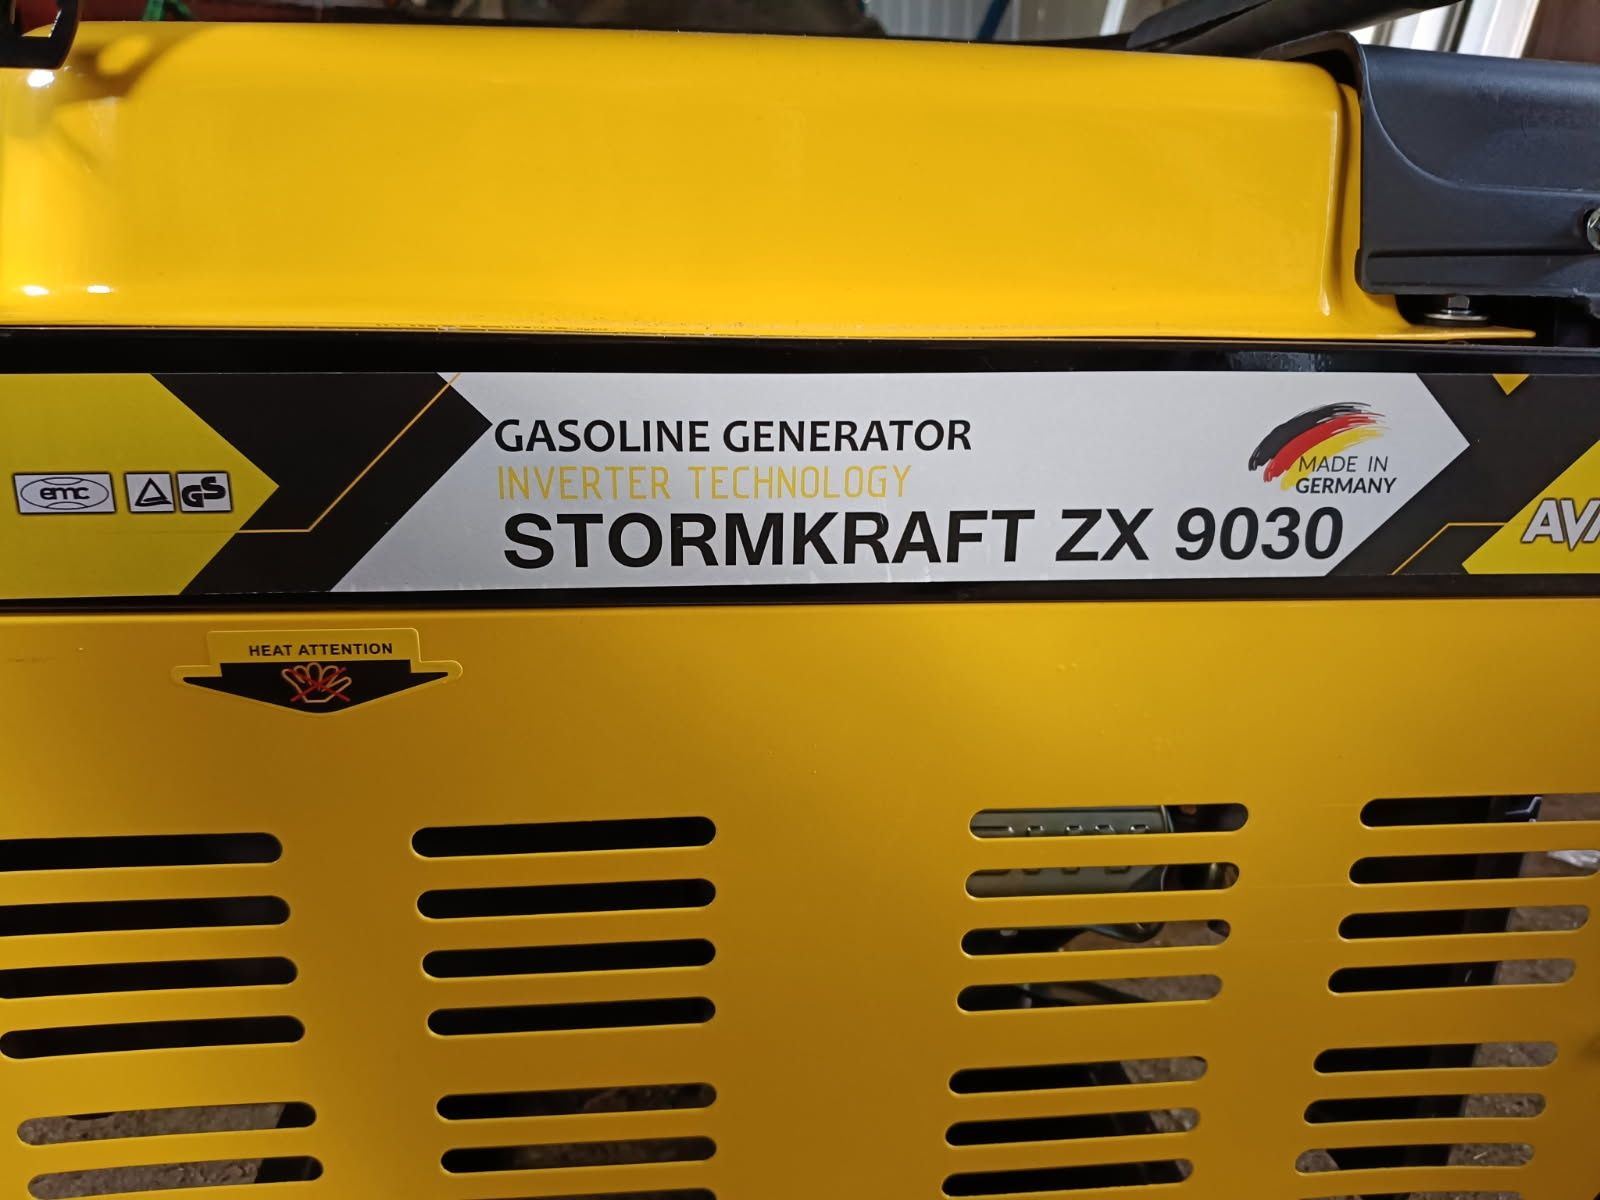 GASOLINE GENERATOR
INVERTER TECHNOLOGY
STORMKRAFT ZX 9030
MADE IN
GERMANY
emc
GS
HEAT ATTENTION